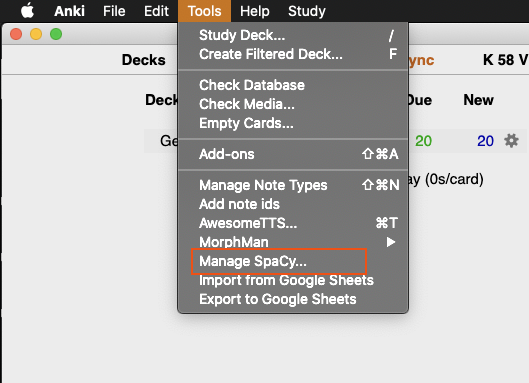 Anki File Edit Tools Help Study
Study Deck... /
Create Filtered Deck... F
Decks
ync
K 58 V
Check Database
Check Media...
Empty Cards...
Deck
Due New
Ge
20 20
Add-ons ⇧⌘A
ay (0s/card)
Manage Note Types ⇧⌘N
Add note ids
AwesomeTTS... ⌘T
MorphMan
Manage SpaCy...
Import from Google Sheets
Export to Google Sheets